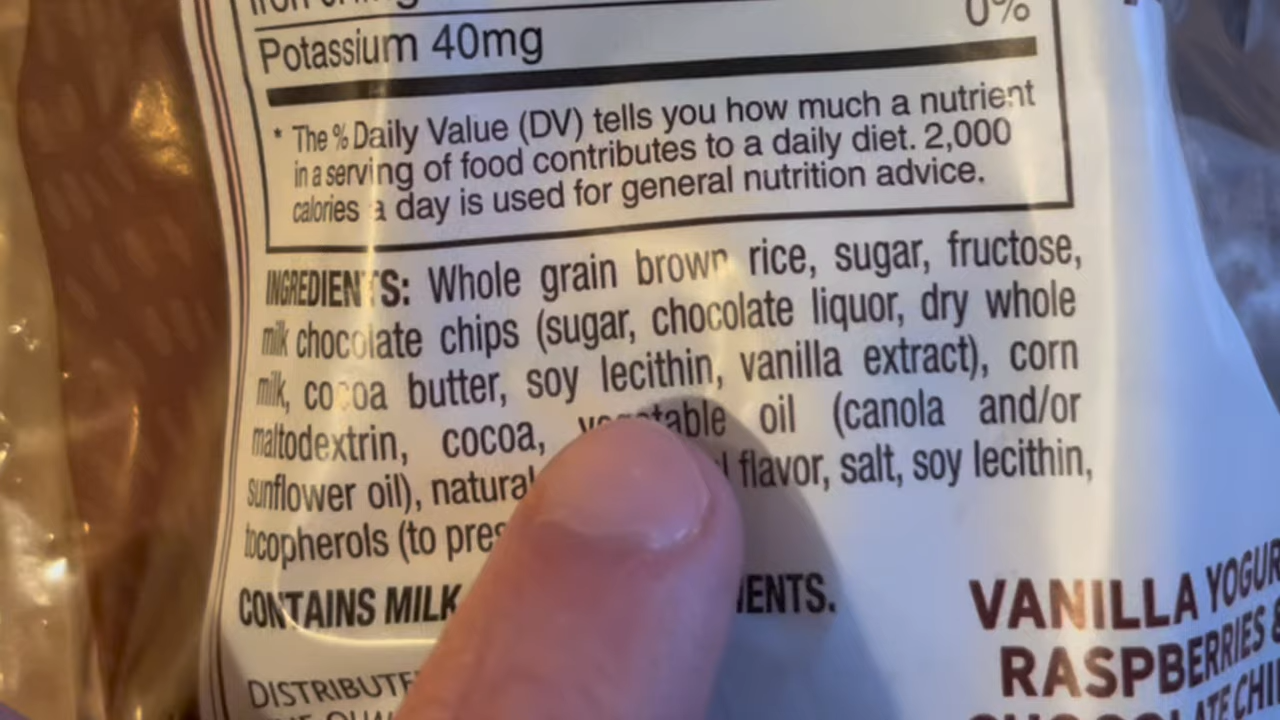 Potassium 40mg 0%
* The % Daily Value (DV) tells you how much a nutrient
in a serving of food contributes to a daily diet. 2,000
calories a day is used for general nutrition advice.
INGREDIENTS: Whole grain brown rice, sugar, fructose,
milk chocolate chips (sugar, chocolate liquor, dry whole
milk, cocoa butter, soy lecithin, vanilla extract), corn
maltodextrin, cocoa, vegetable oil (canola and/or
sunflower oil), natural flavor, salt, soy lecithin,
tocopherols (to
CONTAINS MILK
DISTRIBUTE
VANILLA YOGUR
RASPBERRIES &